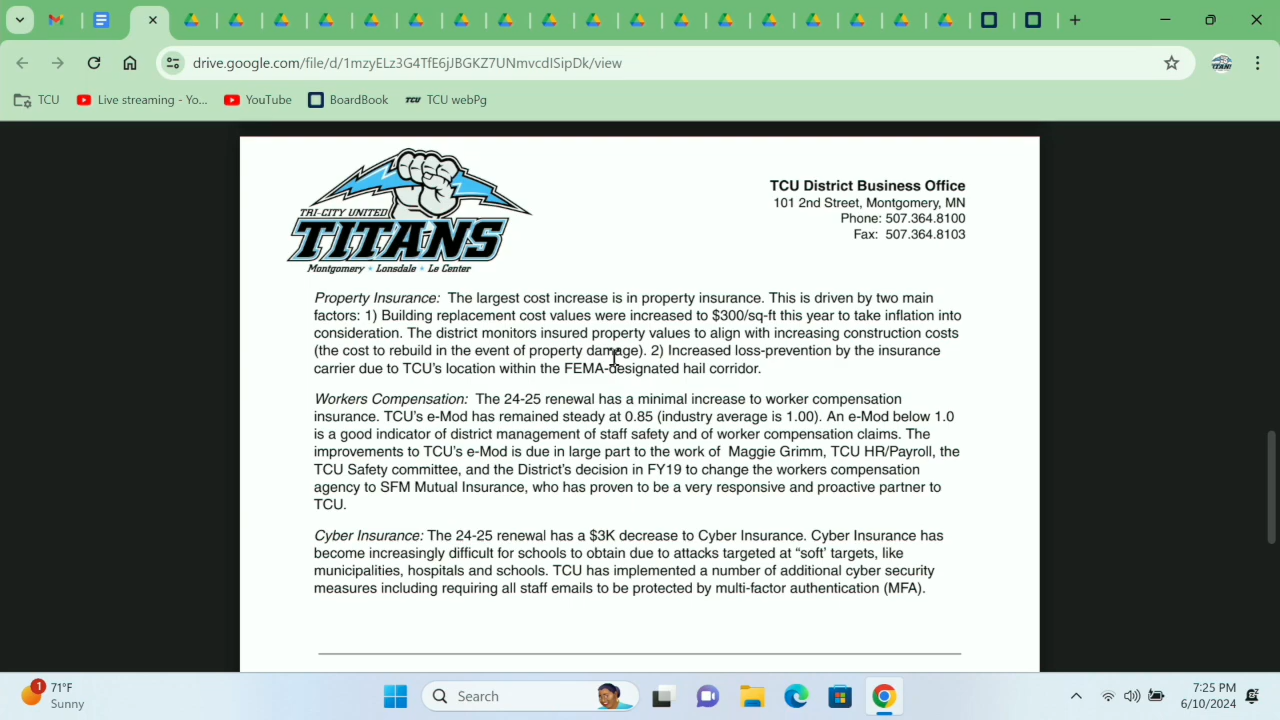 drive.google.com/file/d/1mzyELz3G4TfE6jJBGKZ7UNmvcdISipDk/view
TCU
Live streaming - Yo...
YouTube
BoardBook
TCU TCU webPg
TRI-CITY UNITED
TITANS
Montgomery • Lonsdale • Le Center
TCU District Business Office
101 2nd Street, Montgomery, MN
Phone: 507.364.8100
Fax: 507.364.8103
Property Insurance: The largest cost increase is in property insurance. This is driven by two main
factors: 1) Building replacement cost values were increased to $300/sq-ft this year to take inflation into
consideration. The district monitors insured property values to align with increasing construction costs
(the cost to rebuild in the event of property damage). 2) Increased loss-prevention by the insurance
carrier due to TCU's location within the FEMA-designated hail corridor.
Workers Compensation: The 24-25 renewal has a minimal increase to worker compensation
insurance. TCU's e-Mod has remained steady at 0.85 (industry average is 1.00). An e-Mod below 1.0
is a good indicator of district management of staff safety and of worker compensation claims. The
improvements to TCU's e-Mod is due in large part to the work of Maggie Grimm, TCU HR/Payroll, the
TCU Safety committee, and the District's decision in FY19 to change the workers compensation
agency to SFM Mutual Insurance, who has proven to be a very responsive and proactive partner to
TCU.
Cyber Insurance: The 24-25 renewal has a $3K decrease to Cyber Insurance. Cyber Insurance has
become increasingly difficult for schools to obtain due to attacks targeted at “soft’ targets, like
municipalities, hospitals and schools. TCU has implemented a number of additional cyber security
measures including requiring all staff emails to be protected by multi-factor authentication (MFA).
1
71°F
Sunny
Search
7:25 PM
6/10/2024